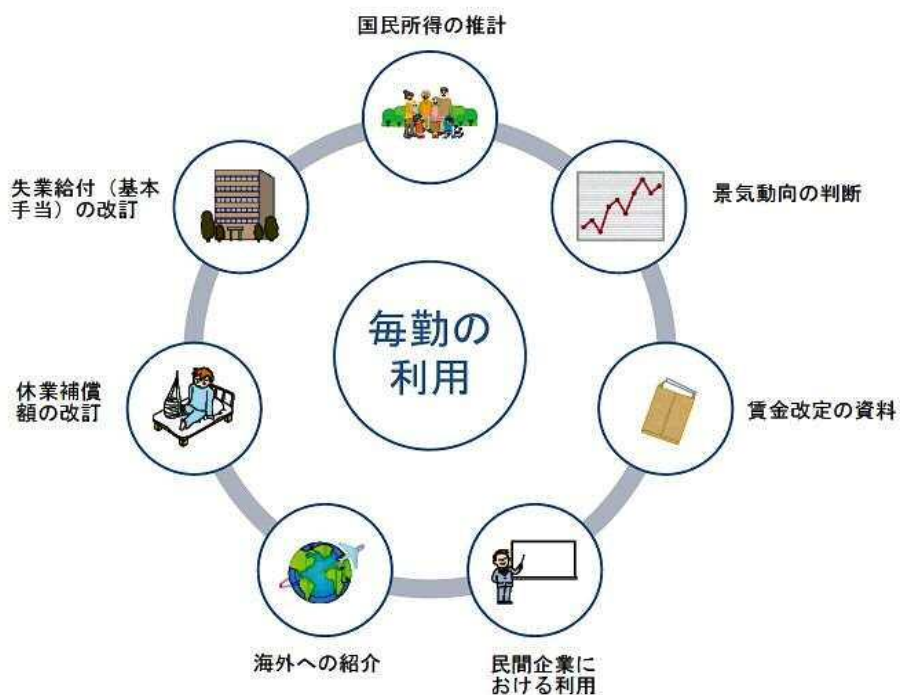 国民所得の推計
景気動向の判断
賃金改定の資料
民間企業に
おける利用
海外への紹介
休業補償
額の改訂
失業給付（基本
手当）の改訂
毎勤の
利用